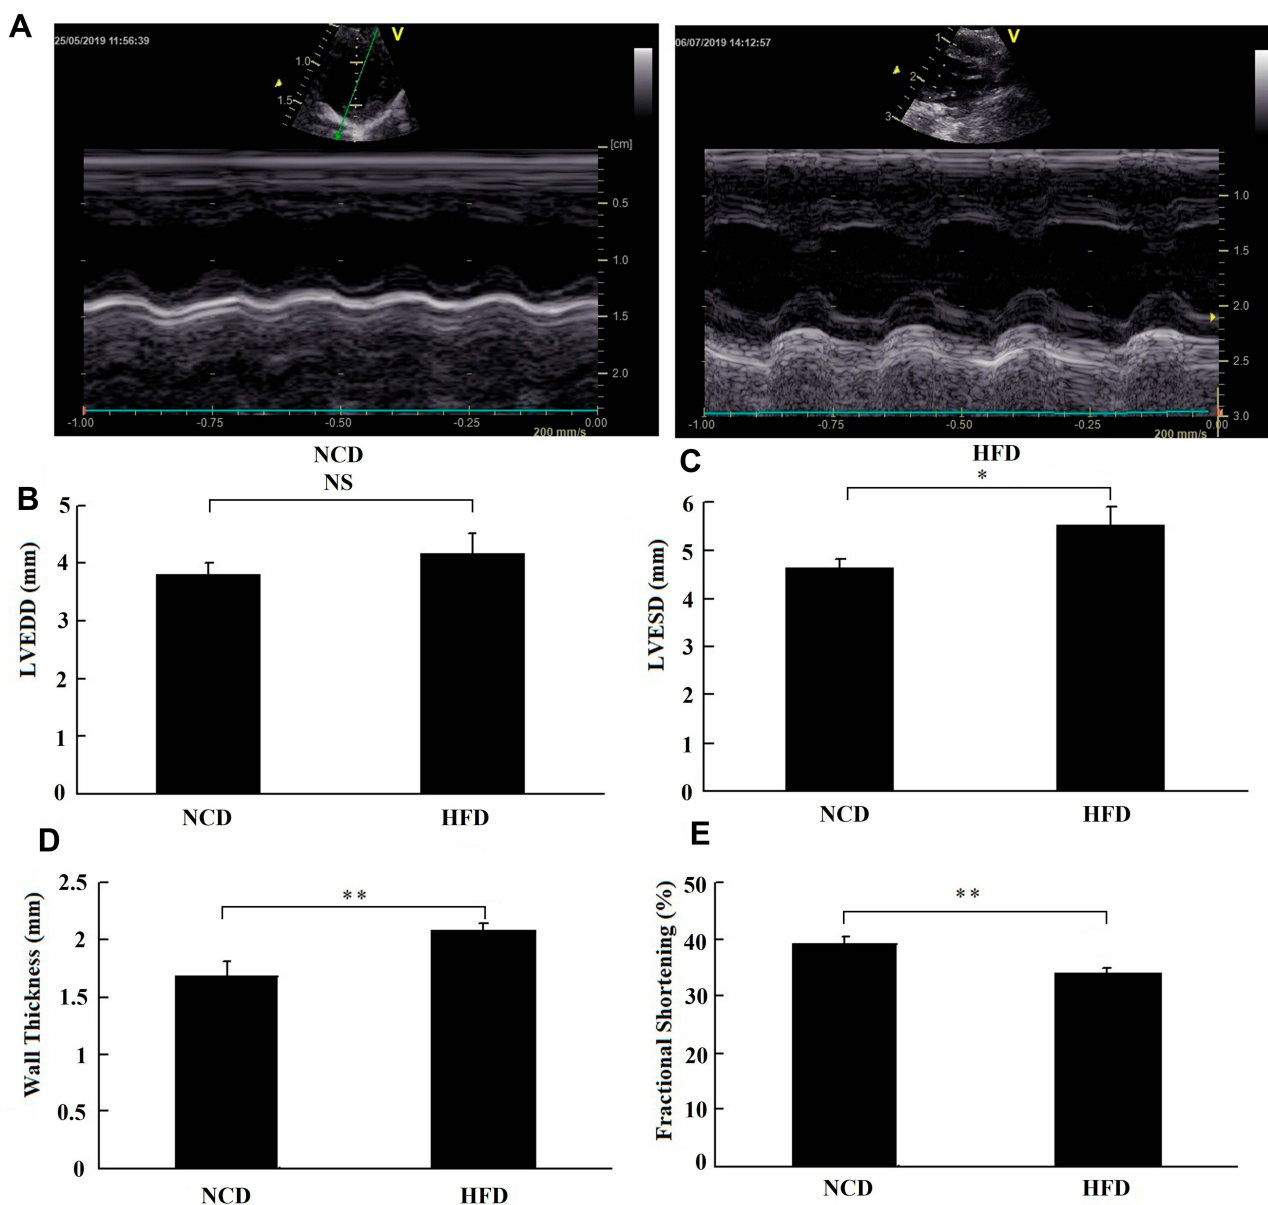 A
25/05/2019 11:56:39
V
1.0
1.5
[cm]
0.5
1.0
1.5
2.0
-1.00
-0.75
-0.50
-0.25
0.00
200 mm/s
NCD
06/07/2019 14:12:57
V
1
2
3
1.0
1.5
2.0
2.5
3.0
-1.00
-0.75
-0.50
-0.25
0.00
200 mm/s
HFD
B
NS
LVEDD (mm)
5
4
3
2
1
0
NCD
HFD
C
*
LVESD (mm)
6
5
4
3
2
1
0
NCD
HFD
D
**
Wall Thickness (mm)
2.5
2
1.5
1
0.5
0
NCD
HFD
E
**
Fractional Shortening (%)
50
40
30
20
10
0
NCD
HFD